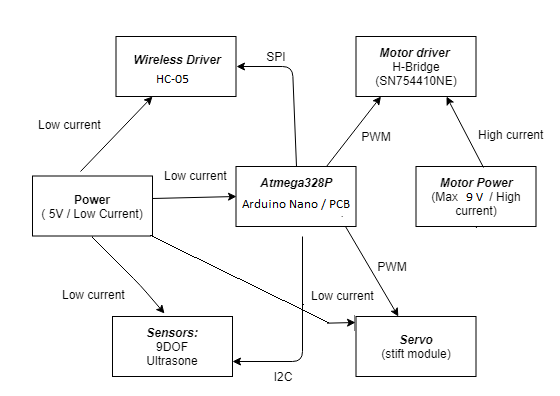 Wireless Driver
HC-05
SPI
Motor driver
H-Bridge
(SN754410NE)
Low current
PWM
High current
Low current
Power
( 5V / Low Current)
Atmega328P
Arduino Nano / PCB
Motor Power
(Max 9 V / High
current)
PWM
Low current
Low current
Sensors:
9DOF
Ultrasone
I2C
Servo
(stift module)